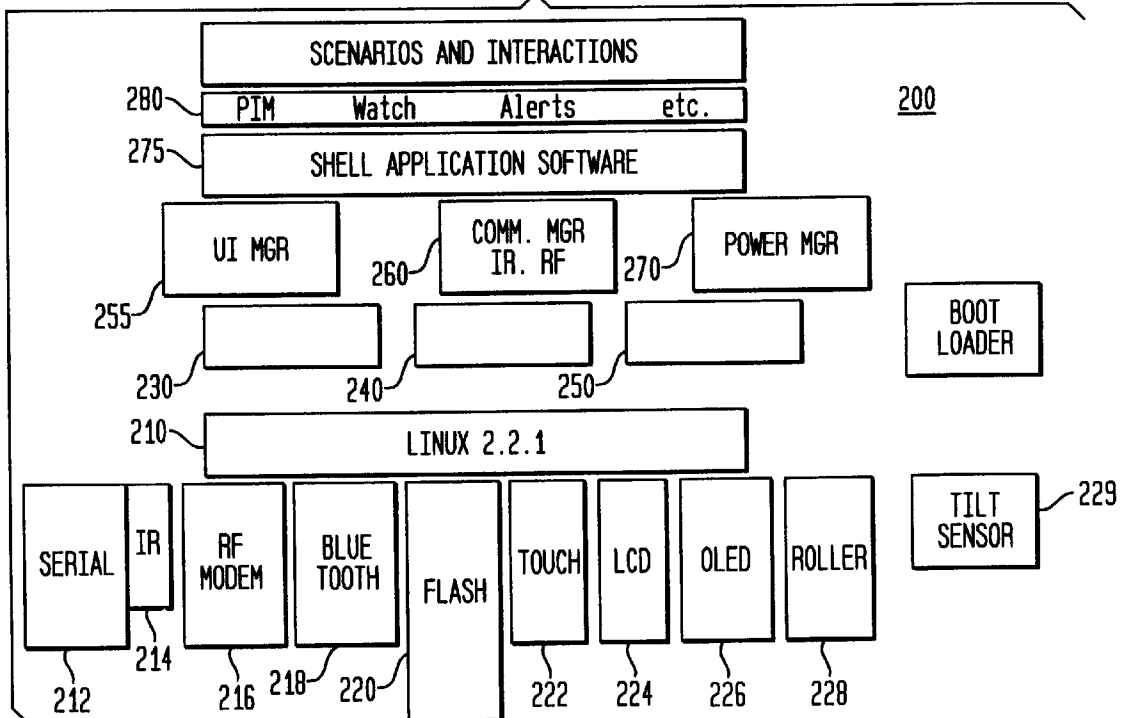 SCENARIOS AND INTERACTIONS
280
PIM Watch Alerts etc.
200
275
SHELL APPLICATION SOFTWARE
UI MGR
COMM. MGR
IR. RF
POWER MGR
255
260
270
BOOT
LOADER
230
240
250
210
LINUX 2.2.1
SERIAL
IR
RF
MODEM
BLUE
TOOTH
FLASH
TOUCH
LCD
OLED
ROLLER
TILT
SENSOR
229
212
214
216
218
220
222
224
226
228